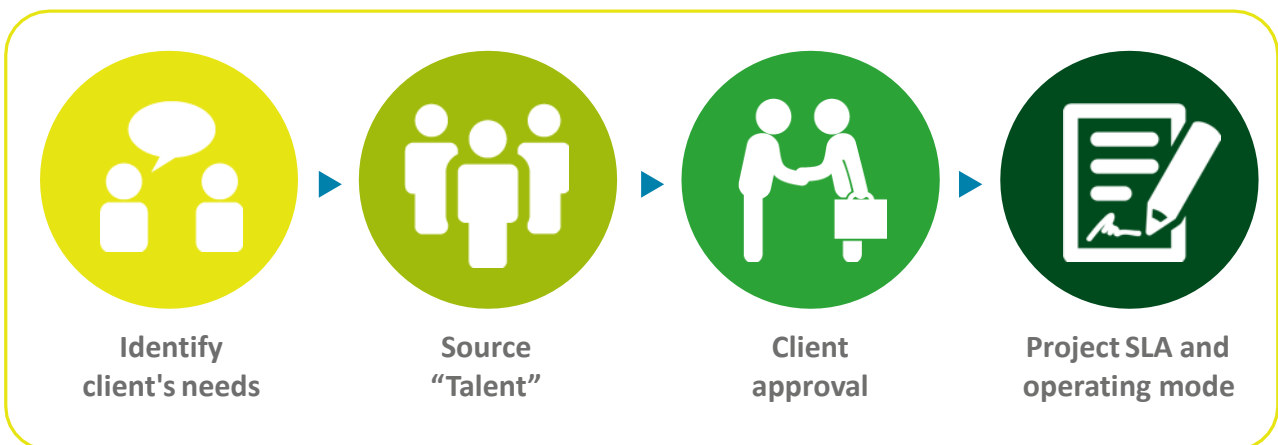 Identify
client's needs
Source
“Talent”
Client
approval
Project SLA and
operating mode